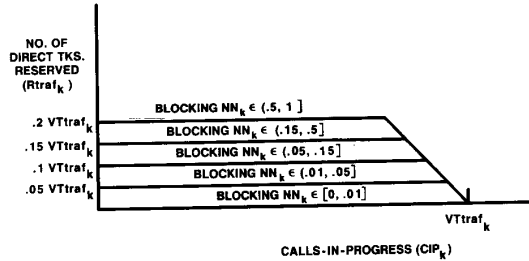 NO. OF
DIRECT TKS.
RESERVED
(Rtraf_k)
BLOCKING NN_k ∈ (.5, 1]
.2 VTtraf_k
BLOCKING NN_k ∈ (.15, .5]
.15 VTtraf_k
BLOCKING NN_k ∈ (.05, .15]
.1 VTtraf_k
BLOCKING NN_k ∈ (.01, .05]
.05 VTtraf_k
BLOCKING NN_k ∈ [0, .01]
VTtraf_k
CALLS-IN-PROGRESS (CIP_k)